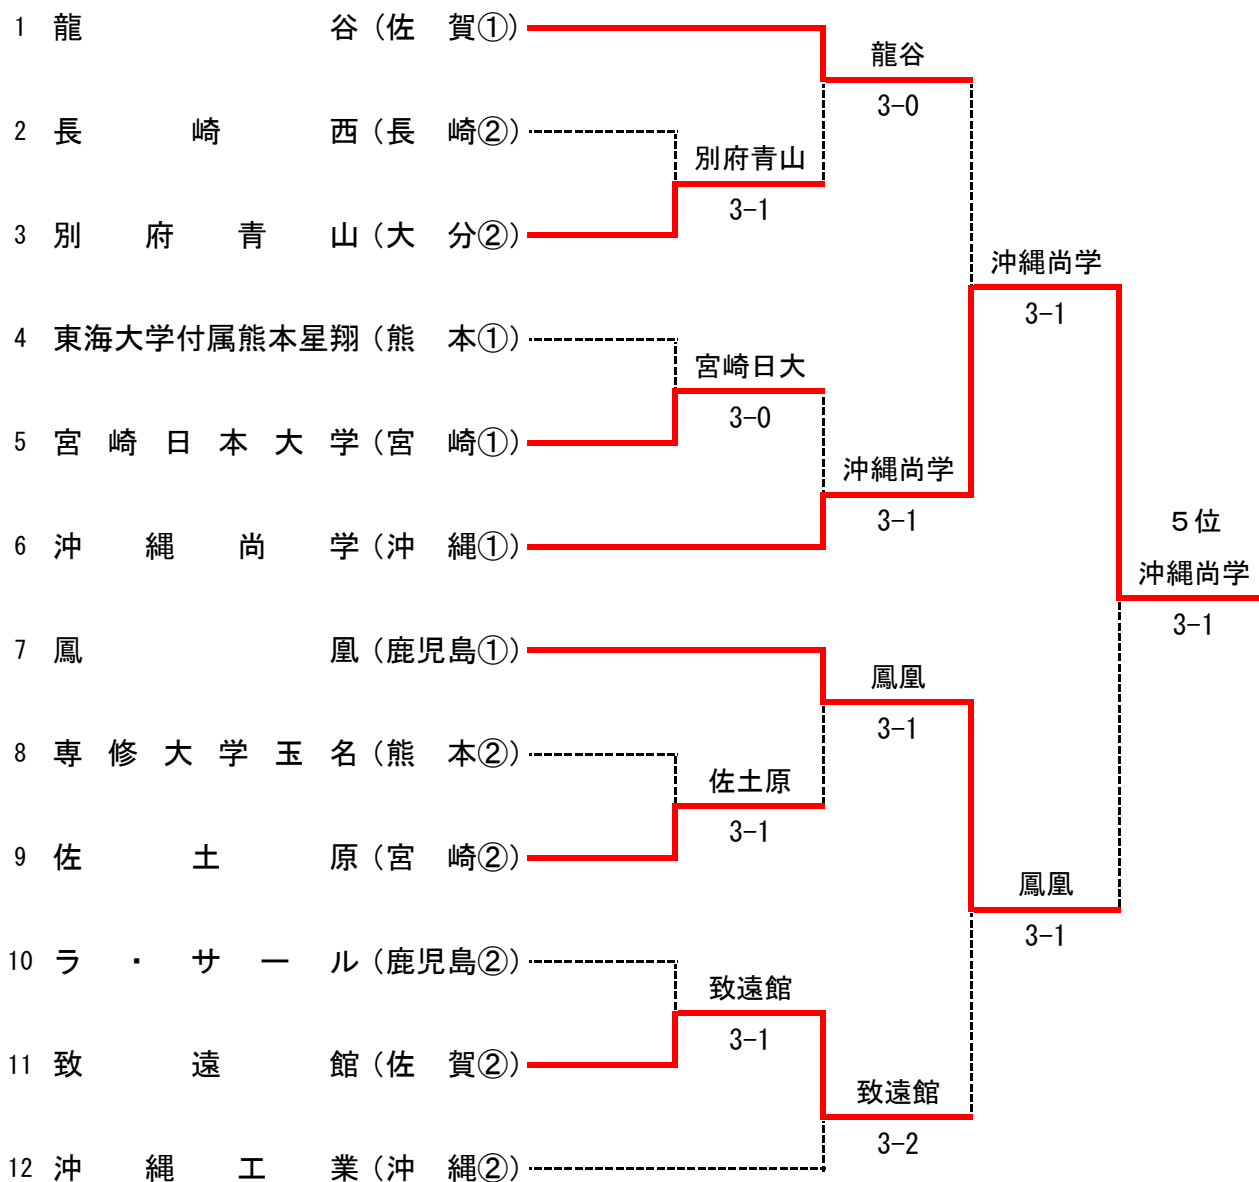 1 龍谷（佐賀①）
2 長崎西（長崎②）
3 別府青山（大分②）
4 東海大学付属熊本星翔（熊本①）
5 宮崎日本大学（宮崎①）
6 沖縄尚学（沖縄①）
7 鳳凰（鹿児島①）
8 専修大学玉名（熊本②）
9 佐土原（宮崎②）
10 ラ・サール（鹿児島②）
11 致遠館（佐賀②）
12 沖縄工業（沖縄②）
別府青山
3-1
宮崎日大
3-0
佐土原
3-1
致遠館
3-1
龍谷
3-0
沖縄尚学
3-1
鳳凰
3-1
致遠館
3-2
沖縄尚学
3-1
鳳凰
3-1
５位
沖縄尚学
3-1